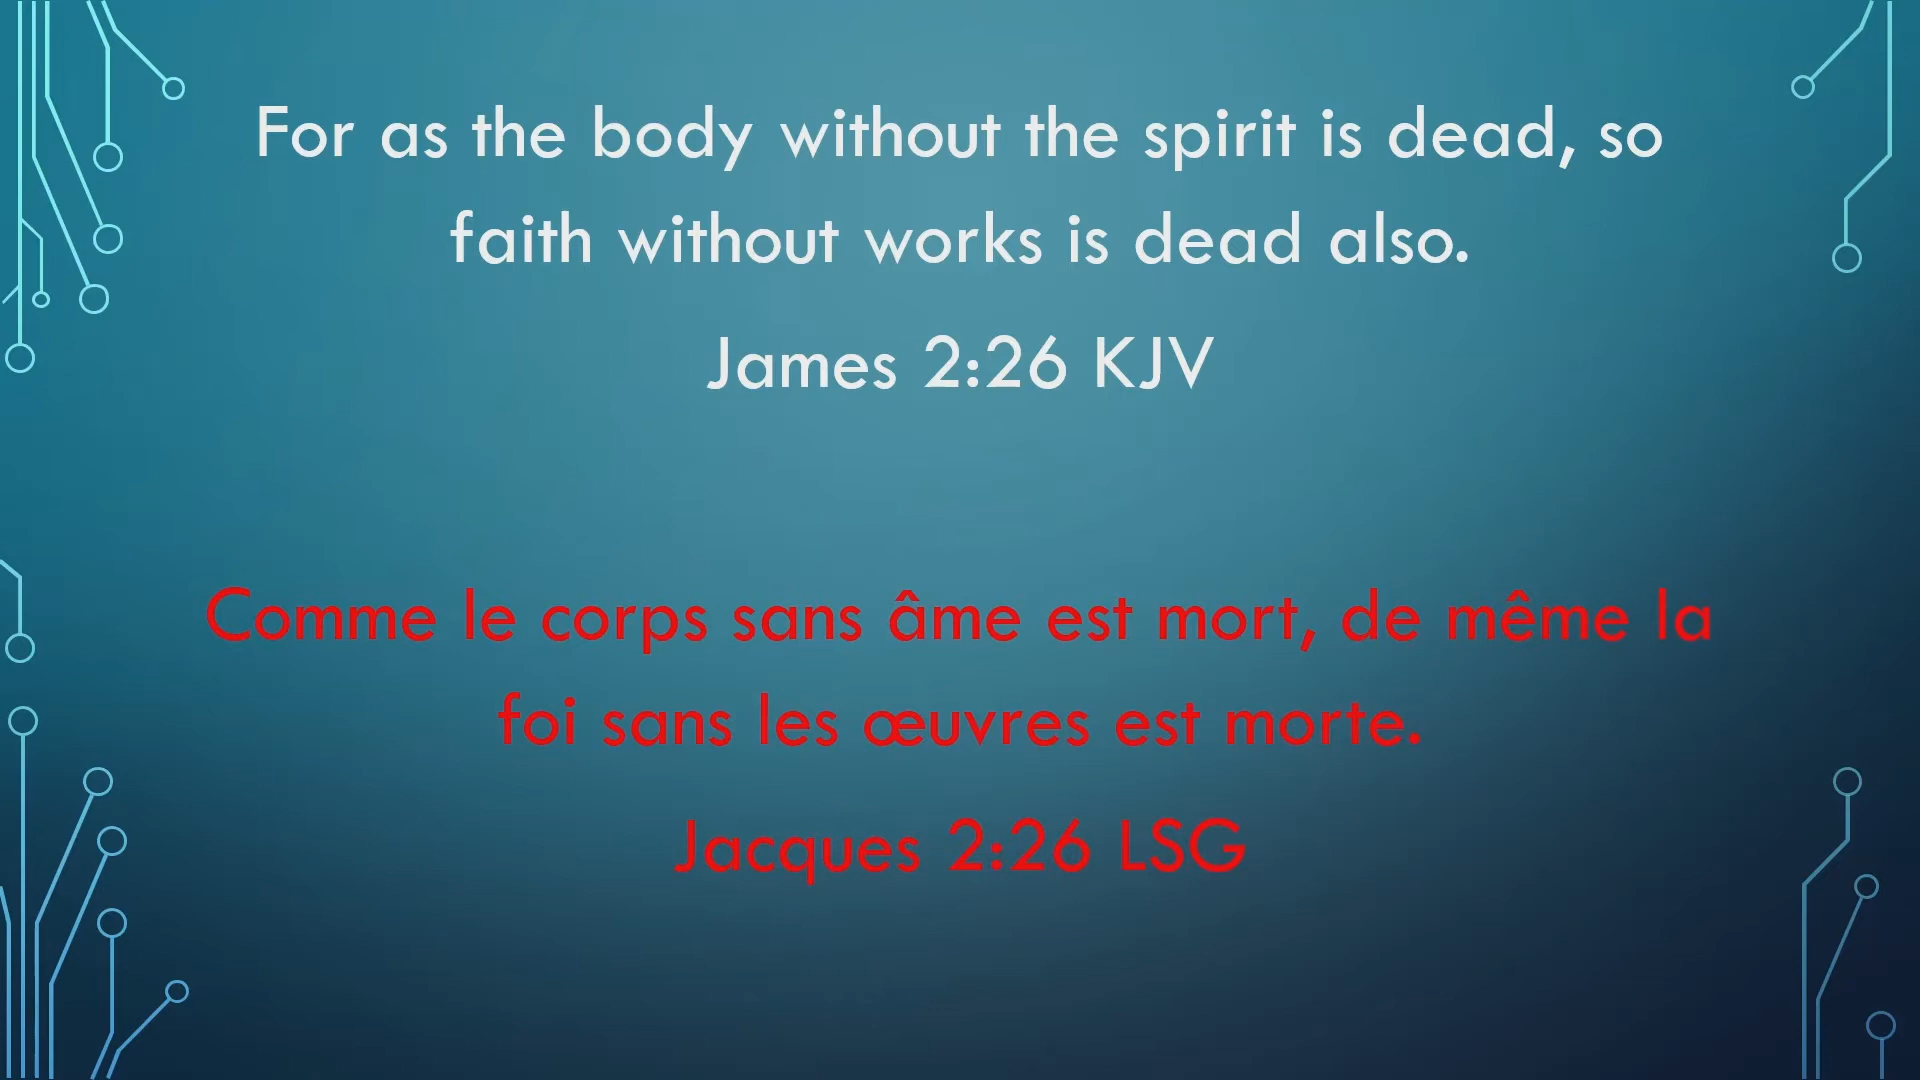 For as the body without the spirit is dead, so
faith without works is dead also.
James 2:26 KJV
Comme le corps sans âme est mort, de même la
foi sans les œuvres est morte.
Jacques 2:26 LSG